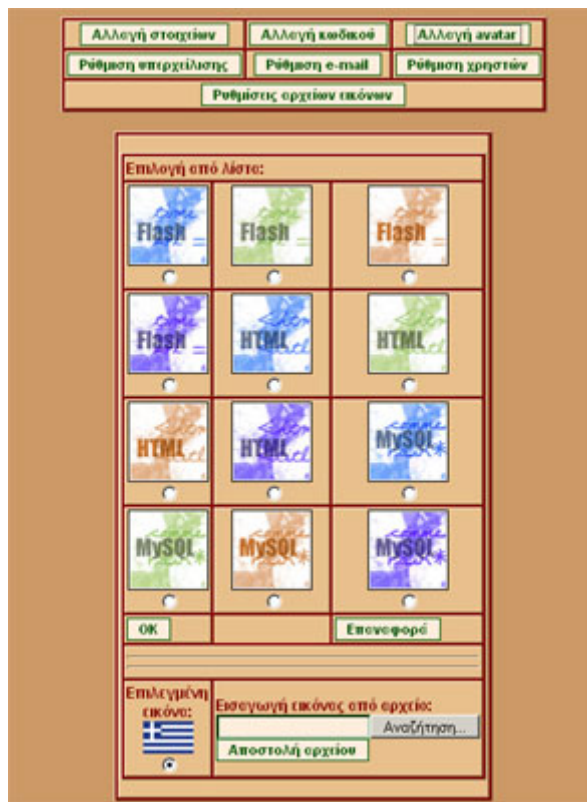 Αλλαγή στοιχείων Αλλαγή κωδικού Αλλαγή avatar
Ρύθμιση υπερχείλισης Ρύθμιση e-mail Ρύθμιση χρηστών
Ρυθμίσεις αρχείων εικόνων
Επιλογή από λίστα:
Flash Flash Flash
Flash HTML HTML
HTML HTML MySQL
MySQL MySQL MySQL
OK Επαναφορά
Επιλεγμένη εικόνα:
Εισαγωγή εικόνας από αρχείο:
Αναζήτηση...
Αποστολή αρχείου